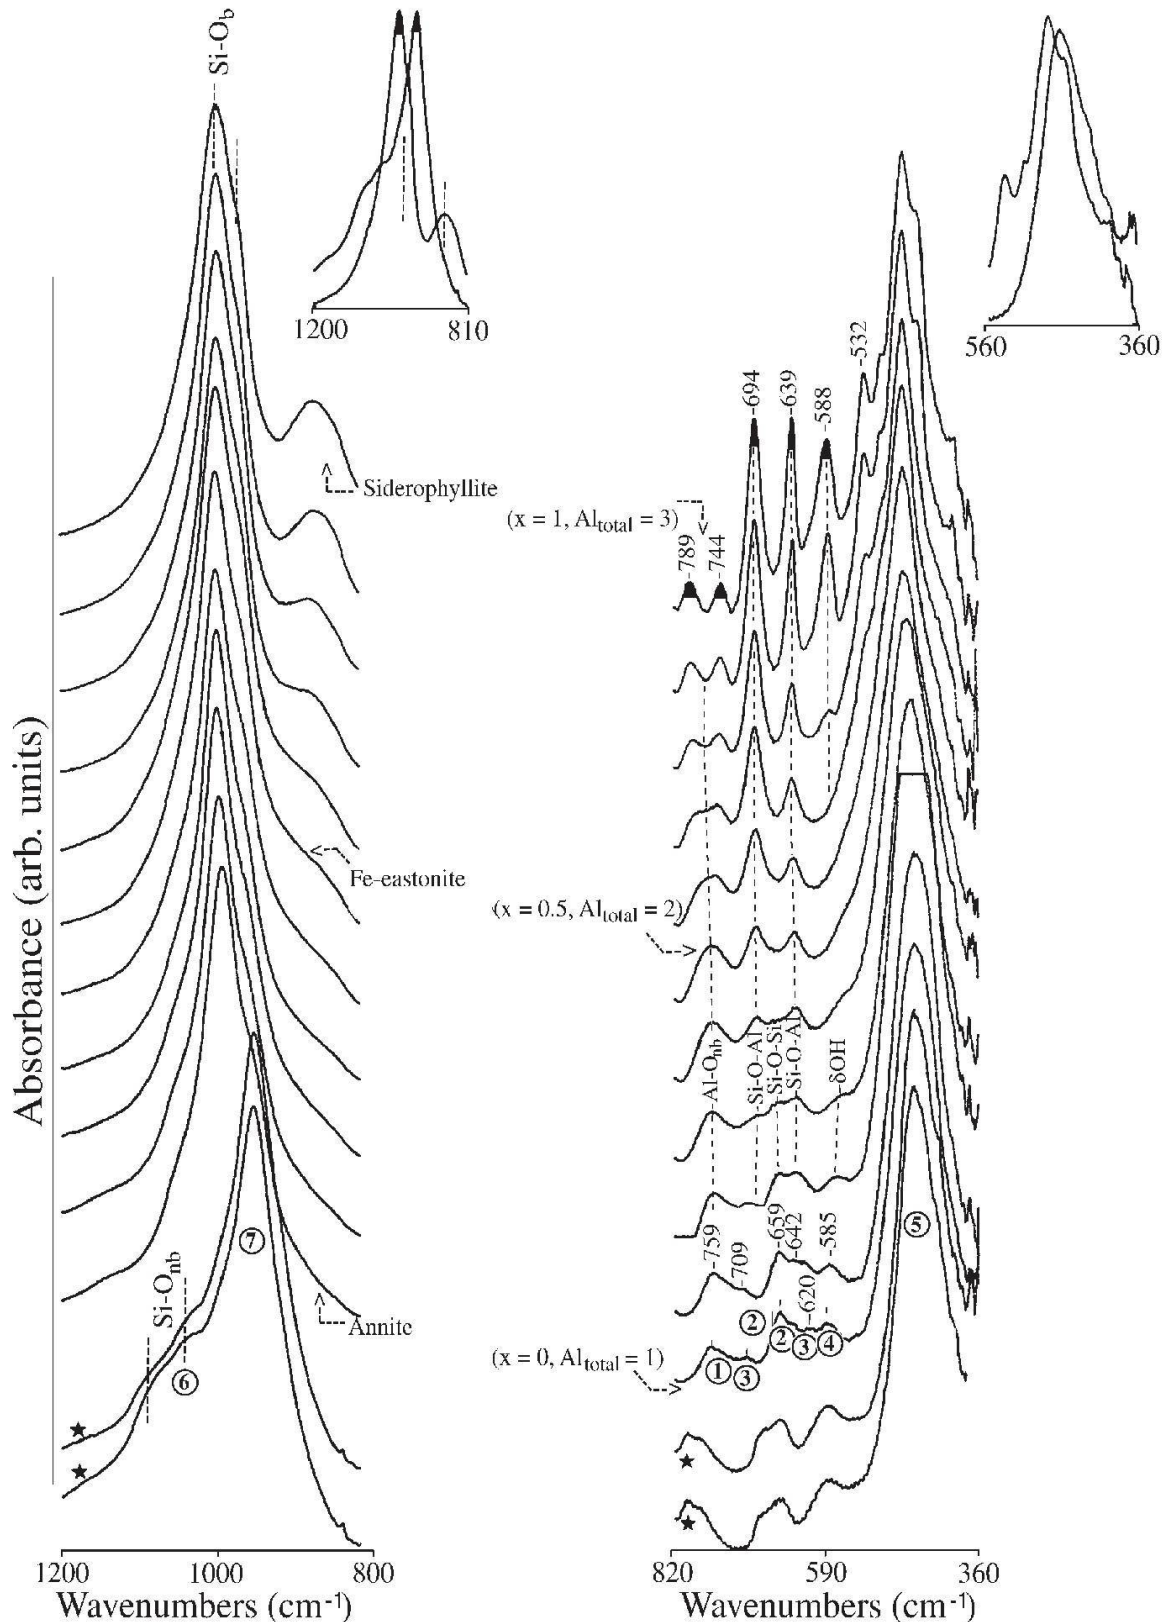 Si-O_b
1200
810
560
360
-532
-694
-639
-588
Siderophyllite
(x = 1, Al_total = 3)
-789
-744
Absorbance (arb. units)
Fe-eastonite
(x = 0.5, Al_total = 2)
Al-O_nb
Si-O-Al
Si-O-Si
Si-O-Al
δOH
⑦
⑤
-759
-709
-659
-642
-620
-585
Si-O_nb
Annite
②
②
③
④
(x = 0, Al_total = 1)
①
③
⑥
★
★
★
★
1200
1000
800
820
590
360
Wavenumbers (cm⁻¹)
Wavenumbers (cm⁻¹)